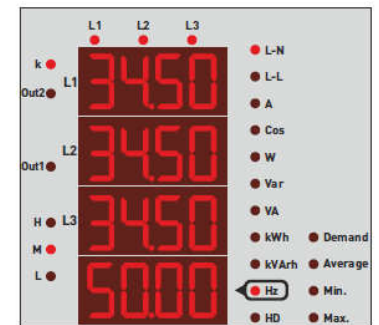 L1 L2 L3
k
Out2
L1
34.50
L2
Out1
34.50
H
L3
M
34.50
L
50.00
L-N
L-L
A
Cos
W
Var
VA
kWh Demand
kVArh Average
Hz Min.
HD Max.